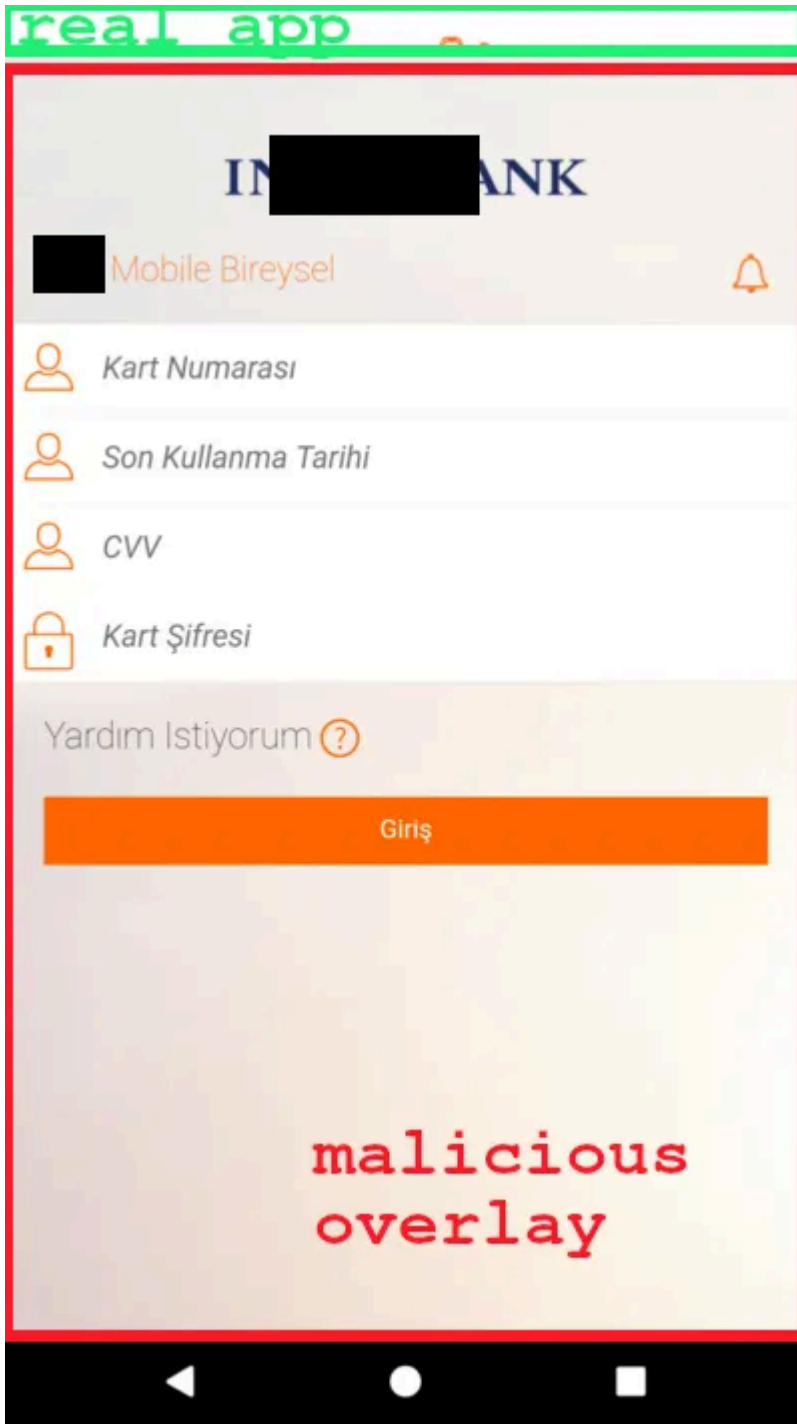 real app
IN ANK
Mobile Bireysel
Kart Numarası
Son Kullanma Tarihi
CVV
Kart Şifresi
Yardım Istiyorum ?
Giriş
malicious
overlay